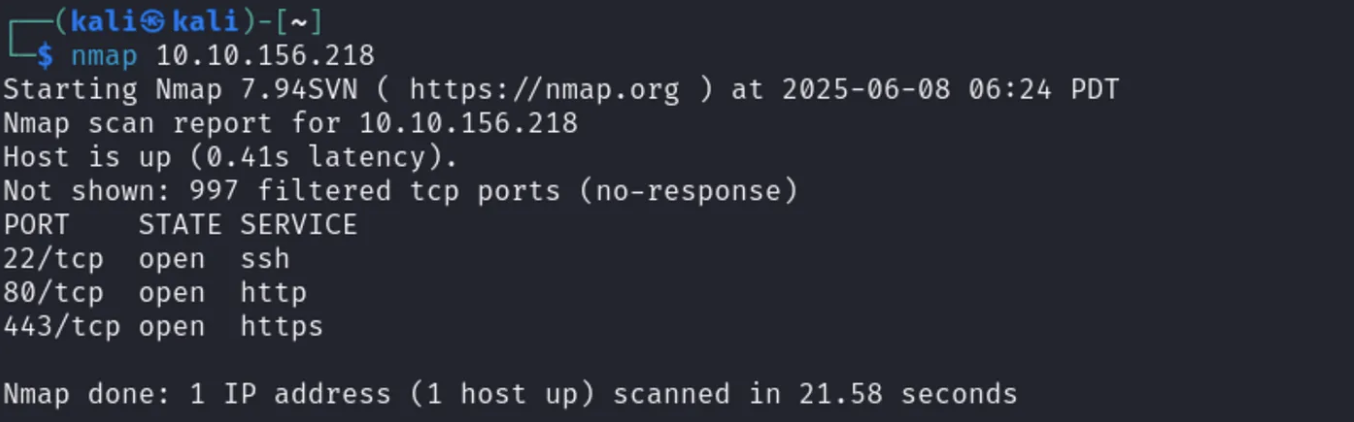 ┌──(kali㉿kali)-[~]
└─$ nmap 10.10.156.218
Starting Nmap 7.94SVN ( https://nmap.org ) at 2025-06-08 06:24 PDT
Nmap scan report for 10.10.156.218
Host is up (0.41s latency).
Not shown: 997 filtered tcp ports (no-response)
PORT    STATE SERVICE
22/tcp  open  ssh
80/tcp  open  http
443/tcp open  https
Nmap done: 1 IP address (1 host up) scanned in 21.58 seconds